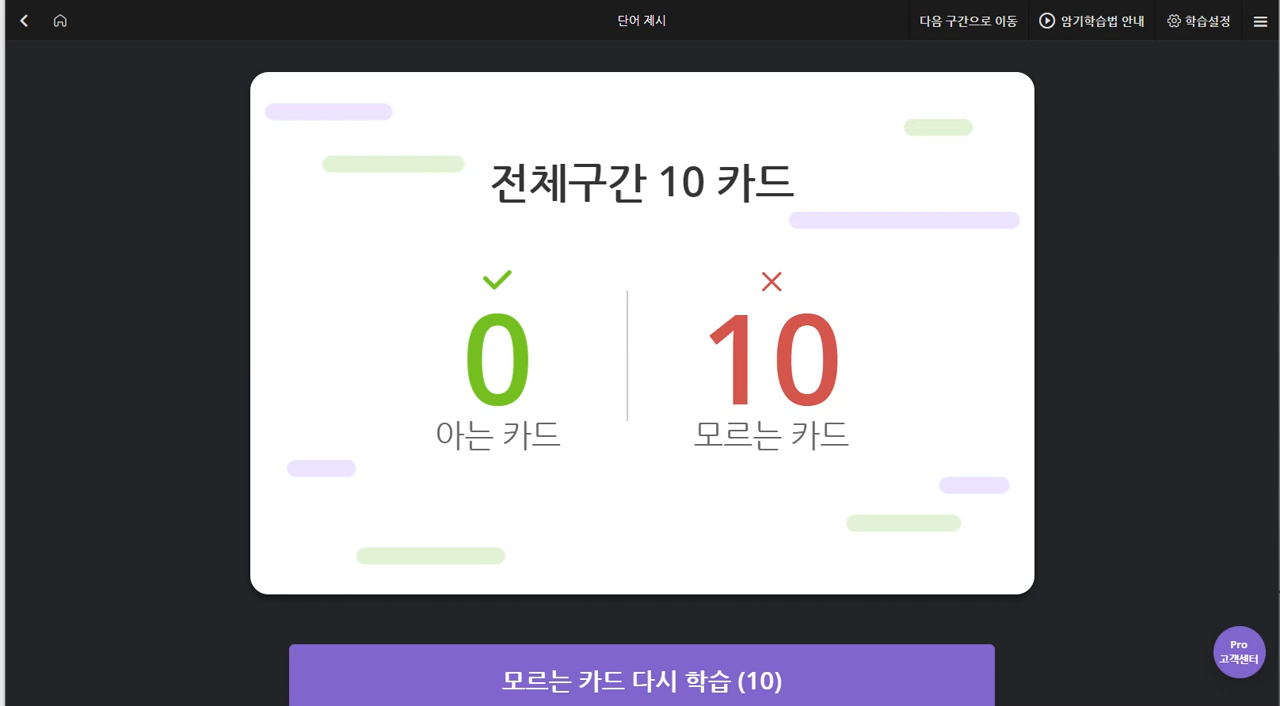 단어 제시
다음 구간으로 이동
암기학습법 안내
학습설정
전체구간 10 카드
0
아는 카드
10
모르는 카드
Pro
고객센터
모르는 카드 다시 학습 (10)